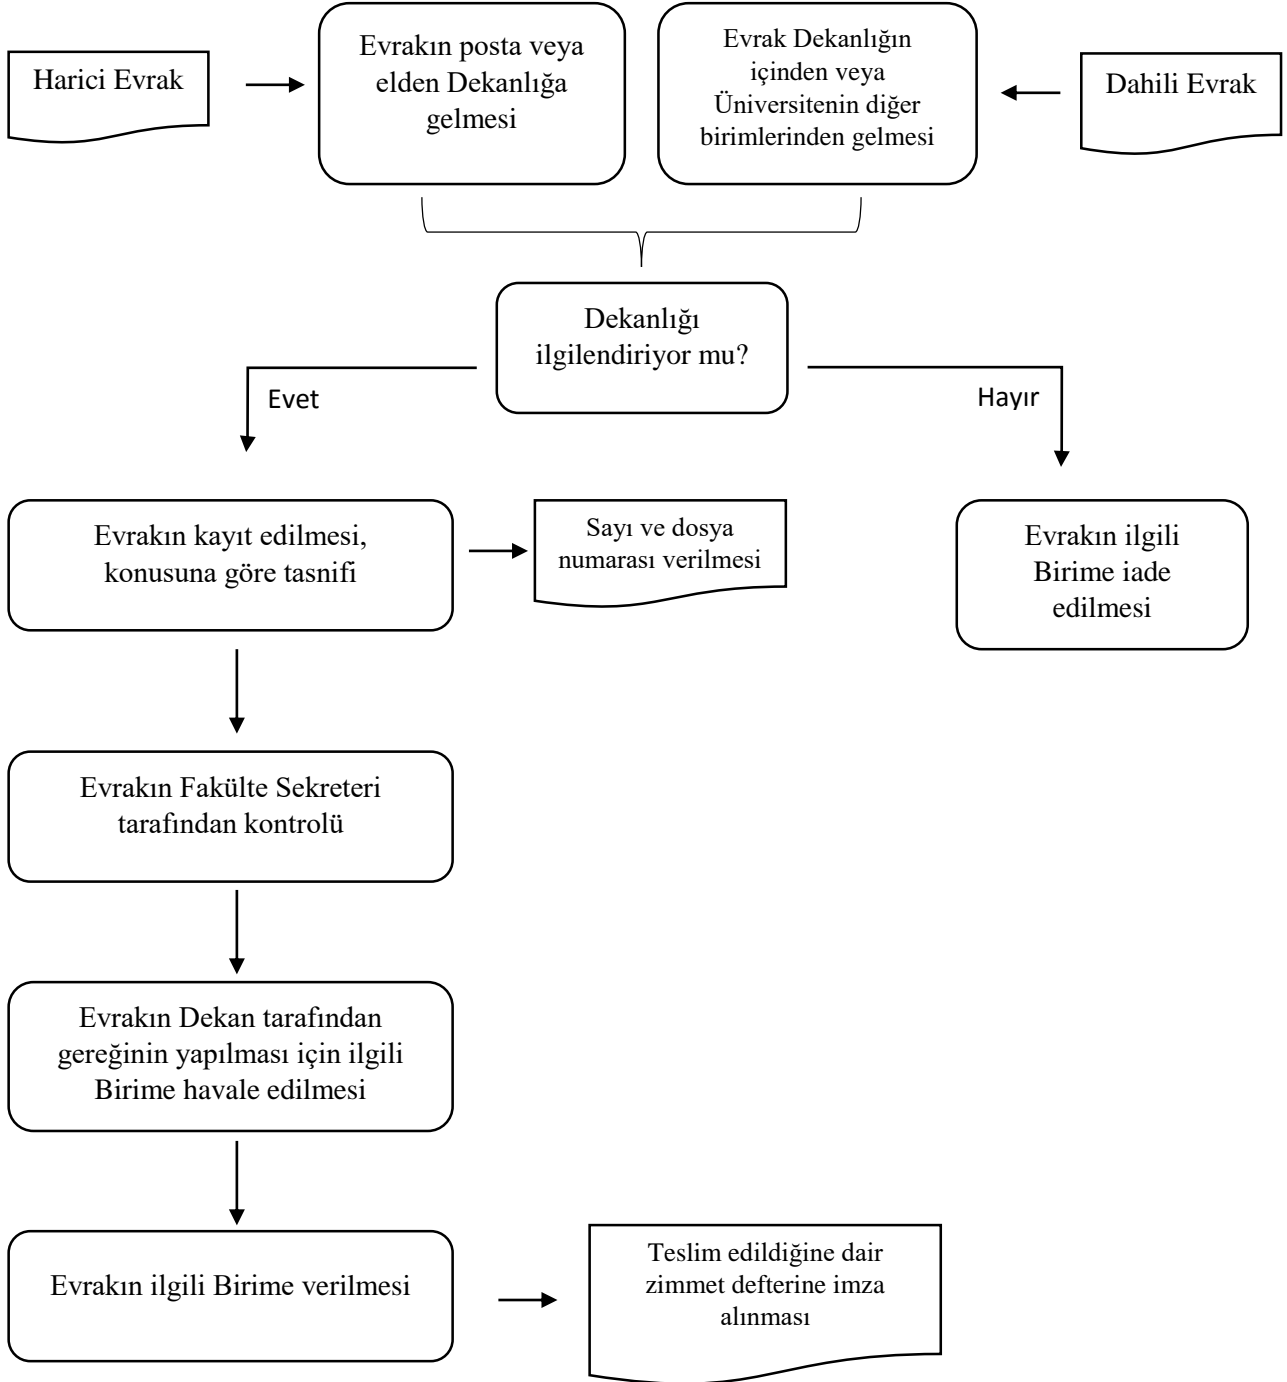 Harici Evrak
Evrakın posta veya
elden Dekanlığa
gelmesi
Evrak Dekanlığın
içinden veya
Üniversitenin diğer
birimlerinden gelmesi
Dahili Evrak
Dekanlığı
ilgilendiriyor mu?
Evet
Hayır
Evrakın kayıt edilmesi,
konusuna göre tasnifi
Sayı ve dosya
numarası verilmesi
Evrakın ilgili
Birime iade
edilmesi
Evrakın Fakülte Sekreteri
tarafından kontrolü
Evrakın Dekan tarafından
gereğinin yapılması için ilgili
Birime havale edilmesi
Evrakın ilgili Birime verilmesi
Teslim edildiğine dair
zimmet defterine imza
alınması